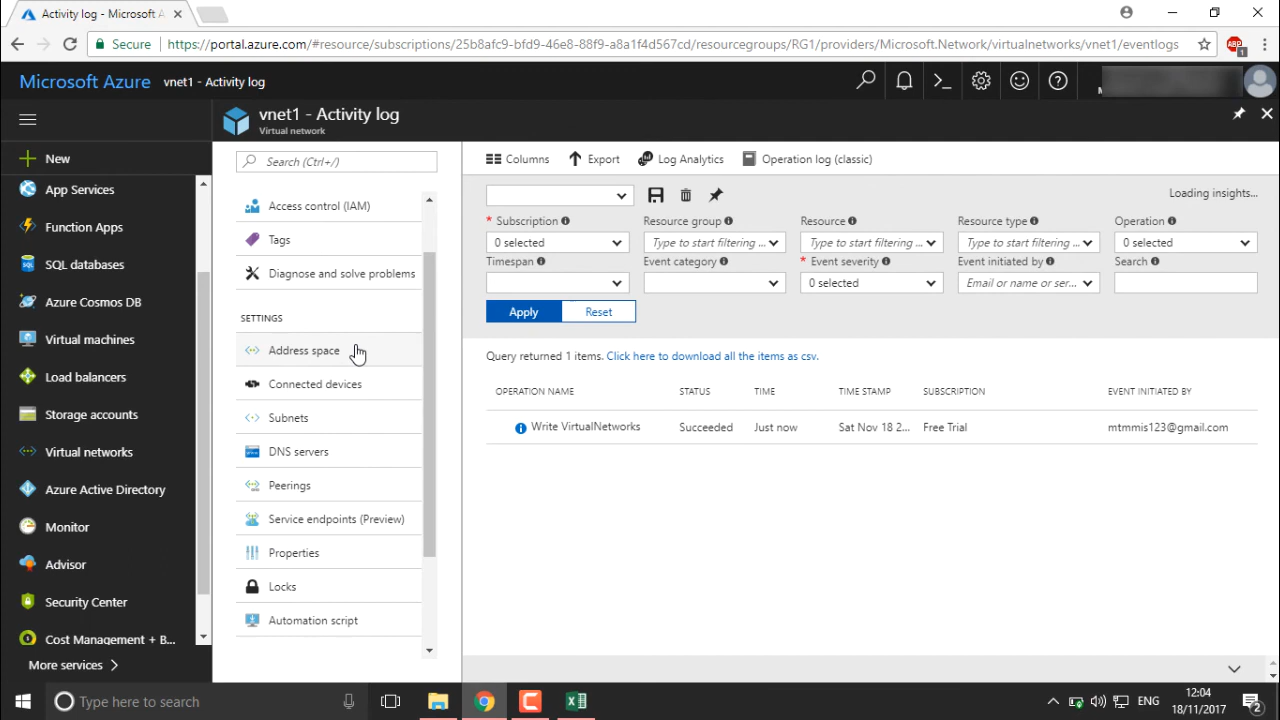 Activity log - Microsoft A
Secure https://portal.azure.com/#resource/subscriptions/25b8afc9-bfd9-46e8-88f9-a8a1f4d567cd/resourcegroups/RG1/providers/Microsoft.Network/virtualnetworks/vnet1/eventlogs
ABP
1
Microsoft Azure vnet1 - Activity log
vnet1 - Activity log
Virtual network
New
App Services
Function Apps
SQL databases
Azure Cosmos DB
Virtual machines
Load balancers
Storage accounts
Virtual networks
Azure Active Directory
Monitor
Advisor
Security Center
Cost Management + B...
More services
Search (Ctrl+/)
Access control (IAM)
Tags
Diagnose and solve problems
SETTINGS
Address space
Connected devices
Subnets
DNS servers
Peerings
Service endpoints (Preview)
Properties
Locks
Automation script
Columns Export Log Analytics Operation log (classic)
Loading insights...
* Subscription Resource group Resource Resource type Operation
0 selected Type to start filtering ... Type to start filtering ... Type to start filtering ... 0 selected
Timespan Event category * Event severity Event initiated by Search
0 selected Email or name or ser...
Apply Reset
Query returned 1 items. Click here to download all the items as csv.
OPERATION NAME STATUS TIME TIME STAMP SUBSCRIPTION EVENT INITIATED BY
Write VirtualNetworks Succeeded Just now Sat Nov 18 2... Free Trial mtmmis123@gmail.com
Type here to search
ENG
12:04
18/11/2017
2